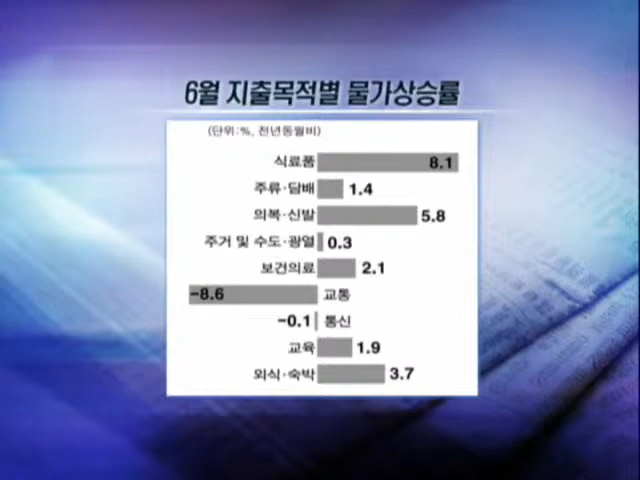 6월 지출목적별 물가상승률
(단위:%, 전년동월비)
식료품 8.1
주류·담배 1.4
의복·신발 5.8
주거 및 수도·광열 0.3
보건의료 2.1
-8.6 교통
-0.1 통신
교육 1.9
외식·숙박 3.7